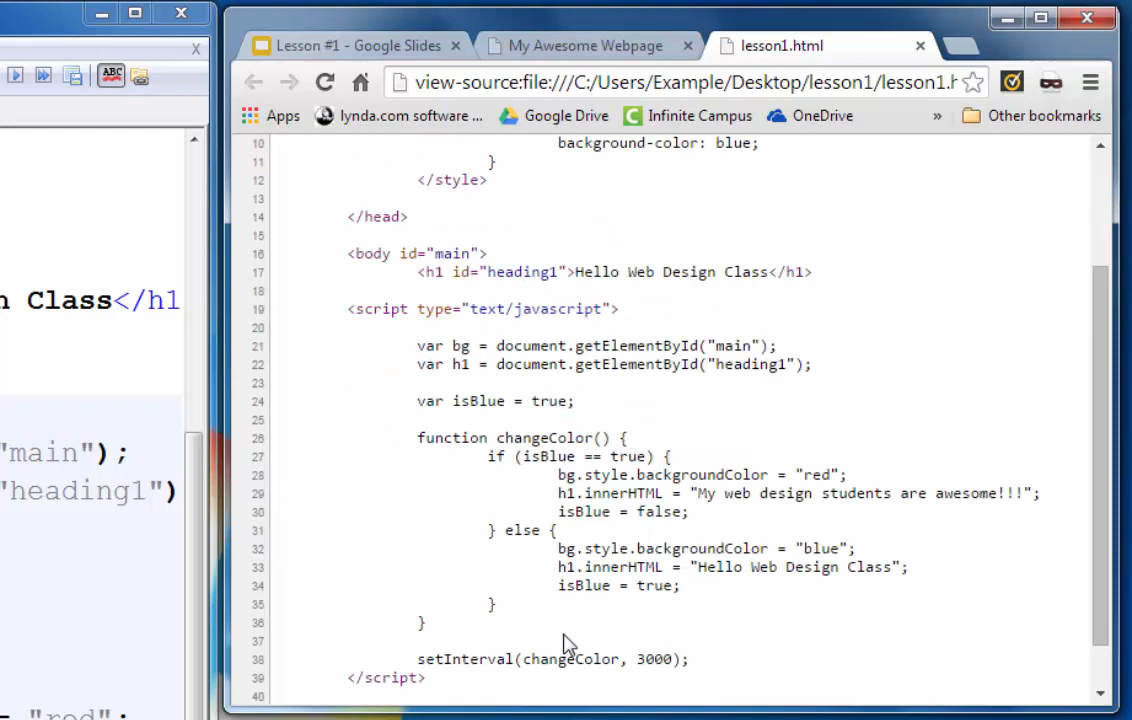 Lesson #1 - Google Slides
My Awesome Webpage
lesson1.html
view-source:file:///C:/Users/Example/Desktop/lesson1/lesson1.h
Apps
lynda.com software ...
Google Drive
Infinite Campus
OneDrive
»
Other bookmarks
ABC
n Class</h1
"main");
"heading1")
= "red";
10 background-color: blue;
11 }
12 </style>
13
14 </head>
15
16 <body id="main">
17 <h1 id="heading1">Hello Web Design Class</h1>
18
19 <script type="text/javascript">
20
21 var bg = document.getElementById("main");
22 var h1 = document.getElementById("heading1");
23
24 var isBlue = true;
25
26 function changeColor() {
27 if (isBlue == true) {
28 bg.style.backgroundColor = "red";
29 h1.innerHTML = "My web design students are awesome!!!";
30 isBlue = false;
31 } else {
32 bg.style.backgroundColor = "blue";
33 h1.innerHTML = "Hello Web Design Class";
34 isBlue = true;
35 }
36 }
37
38 setInterval(changeColor, 3000);
39 </script>
40